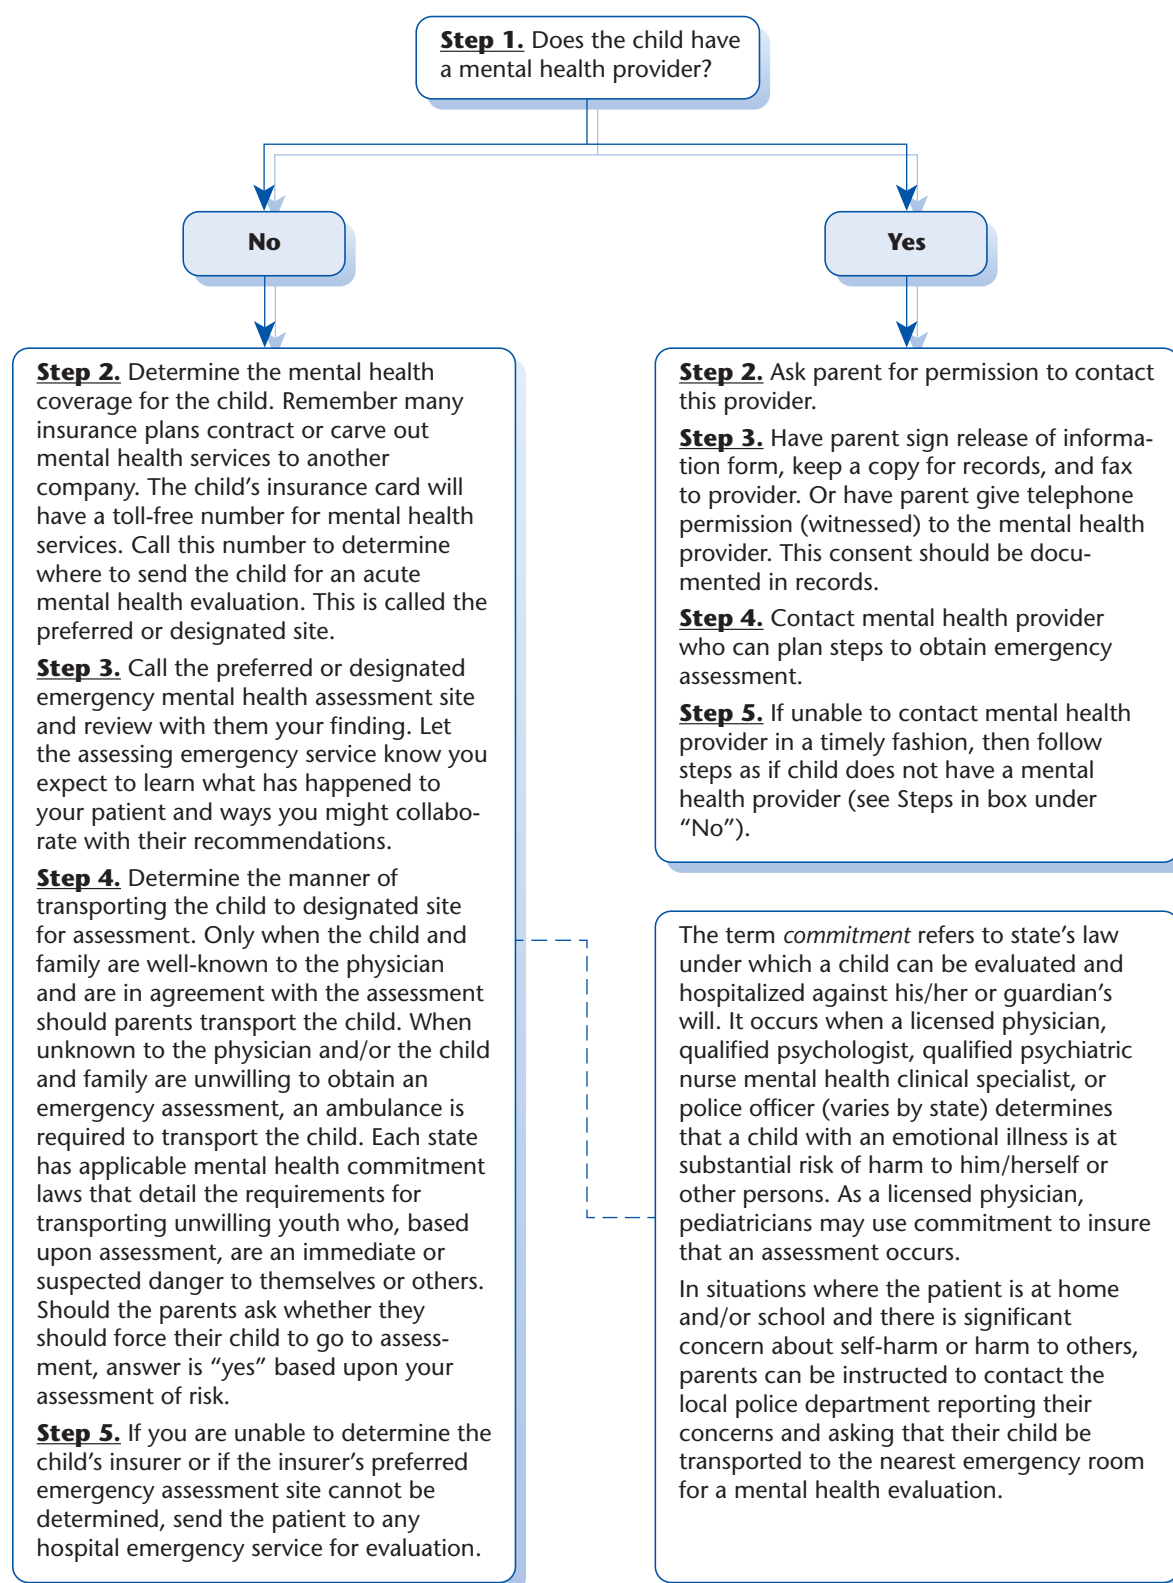 Step 1. Does the child have
a mental health provider?
No
Yes
Step 2. Determine the mental health
coverage for the child. Remember many
insurance plans contract or carve out
mental health services to another
company. The child’s insurance card will
have a toll-free number for mental health
services. Call this number to determine
where to send the child for an acute
mental health evaluation. This is called the
preferred or designated site.
Step 3. Call the preferred or designated
emergency mental health assessment site
and review with them your finding. Let
the assessing emergency service know you
expect to learn what has happened to
your patient and ways you might collabo-
rate with their recommendations.
Step 4. Determine the manner of
transporting the child to designated site
for assessment. Only when the child and
family are well-known to the physician
and are in agreement with the assessment
should parents transport the child. When
unknown to the physician and/or the child
and family are unwilling to obtain an
emergency assessment, an ambulance is
required to transport the child. Each state
has applicable mental health commitment
laws that detail the requirements for
transporting unwilling youth who, based
upon assessment, are an immediate or
suspected danger to themselves or others.
Should the parents ask whether they
should force their child to go to assess-
ment, answer is “yes” based upon your
assessment of risk.
Step 5. If you are unable to determine the
child’s insurer or if the insurer’s preferred
emergency assessment site cannot be
determined, send the patient to any
hospital emergency service for evaluation.
Step 2. Ask parent for permission to contact
this provider.
Step 3. Have parent sign release of informa-
tion form, keep a copy for records, and fax
to provider. Or have parent give telephone
permission (witnessed) to the mental health
provider. This consent should be docu-
mented in records.
Step 4. Contact mental health provider
who can plan steps to obtain emergency
assessment.
Step 5. If unable to contact mental health
provider in a timely fashion, then follow
steps as if child does not have a mental
health provider (see Steps in box under
“No”).
The term commitment refers to state’s law
under which a child can be evaluated and
hospitalized against his/her or guardian’s
will. It occurs when a licensed physician,
qualified psychologist, qualified psychiatric
nurse mental health clinical specialist, or
police officer (varies by state) determines
that a child with an emotional illness is at
substantial risk of harm to him/herself or
other persons. As a licensed physician,
pediatricians may use commitment to insure
that an assessment occurs.
In situations where the patient is at home
and/or school and there is significant
concern about self-harm or harm to others,
parents can be instructed to contact the
local police department reporting their
concerns and asking that their child be
transported to the nearest emergency room
for a mental health evaluation.